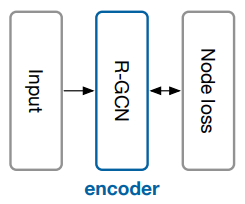 Input
R-GCN
Node loss
encoder